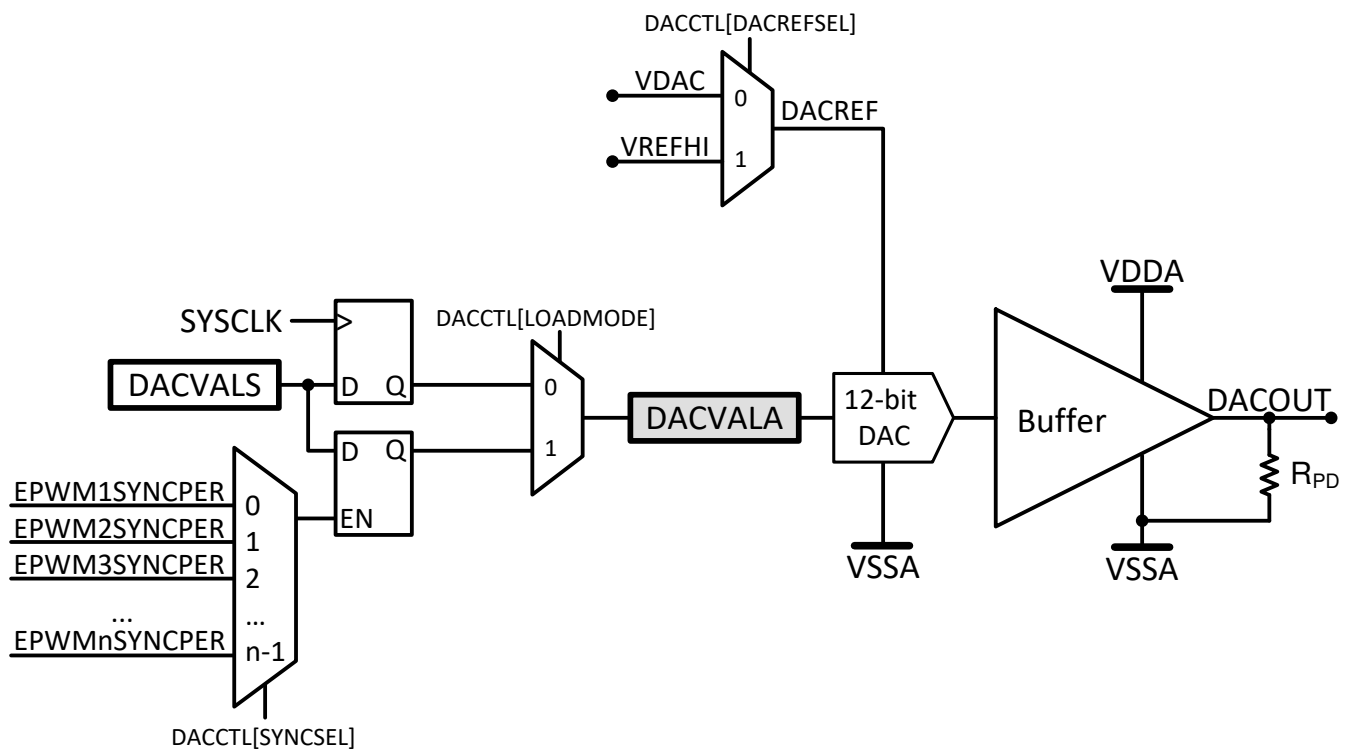 DACCTL[DACREFSEL]
VDAC
0
DACREF
VREFHI
1
VDDA
SYSCLK
DACCTL[LOADMODE]
DACVALS
D
Q
0
DACVALA
12-bit
DAC
Buffer
DACOUT
D
Q
1
RPD
EPWM1SYNCPER
0
EN
EPWM2SYNCPER
1
EPWM3SYNCPER
2
VSSA
VSSA
...
...
EPWMnSYNCPER
n-1
DACCTL[SYNCSEL]